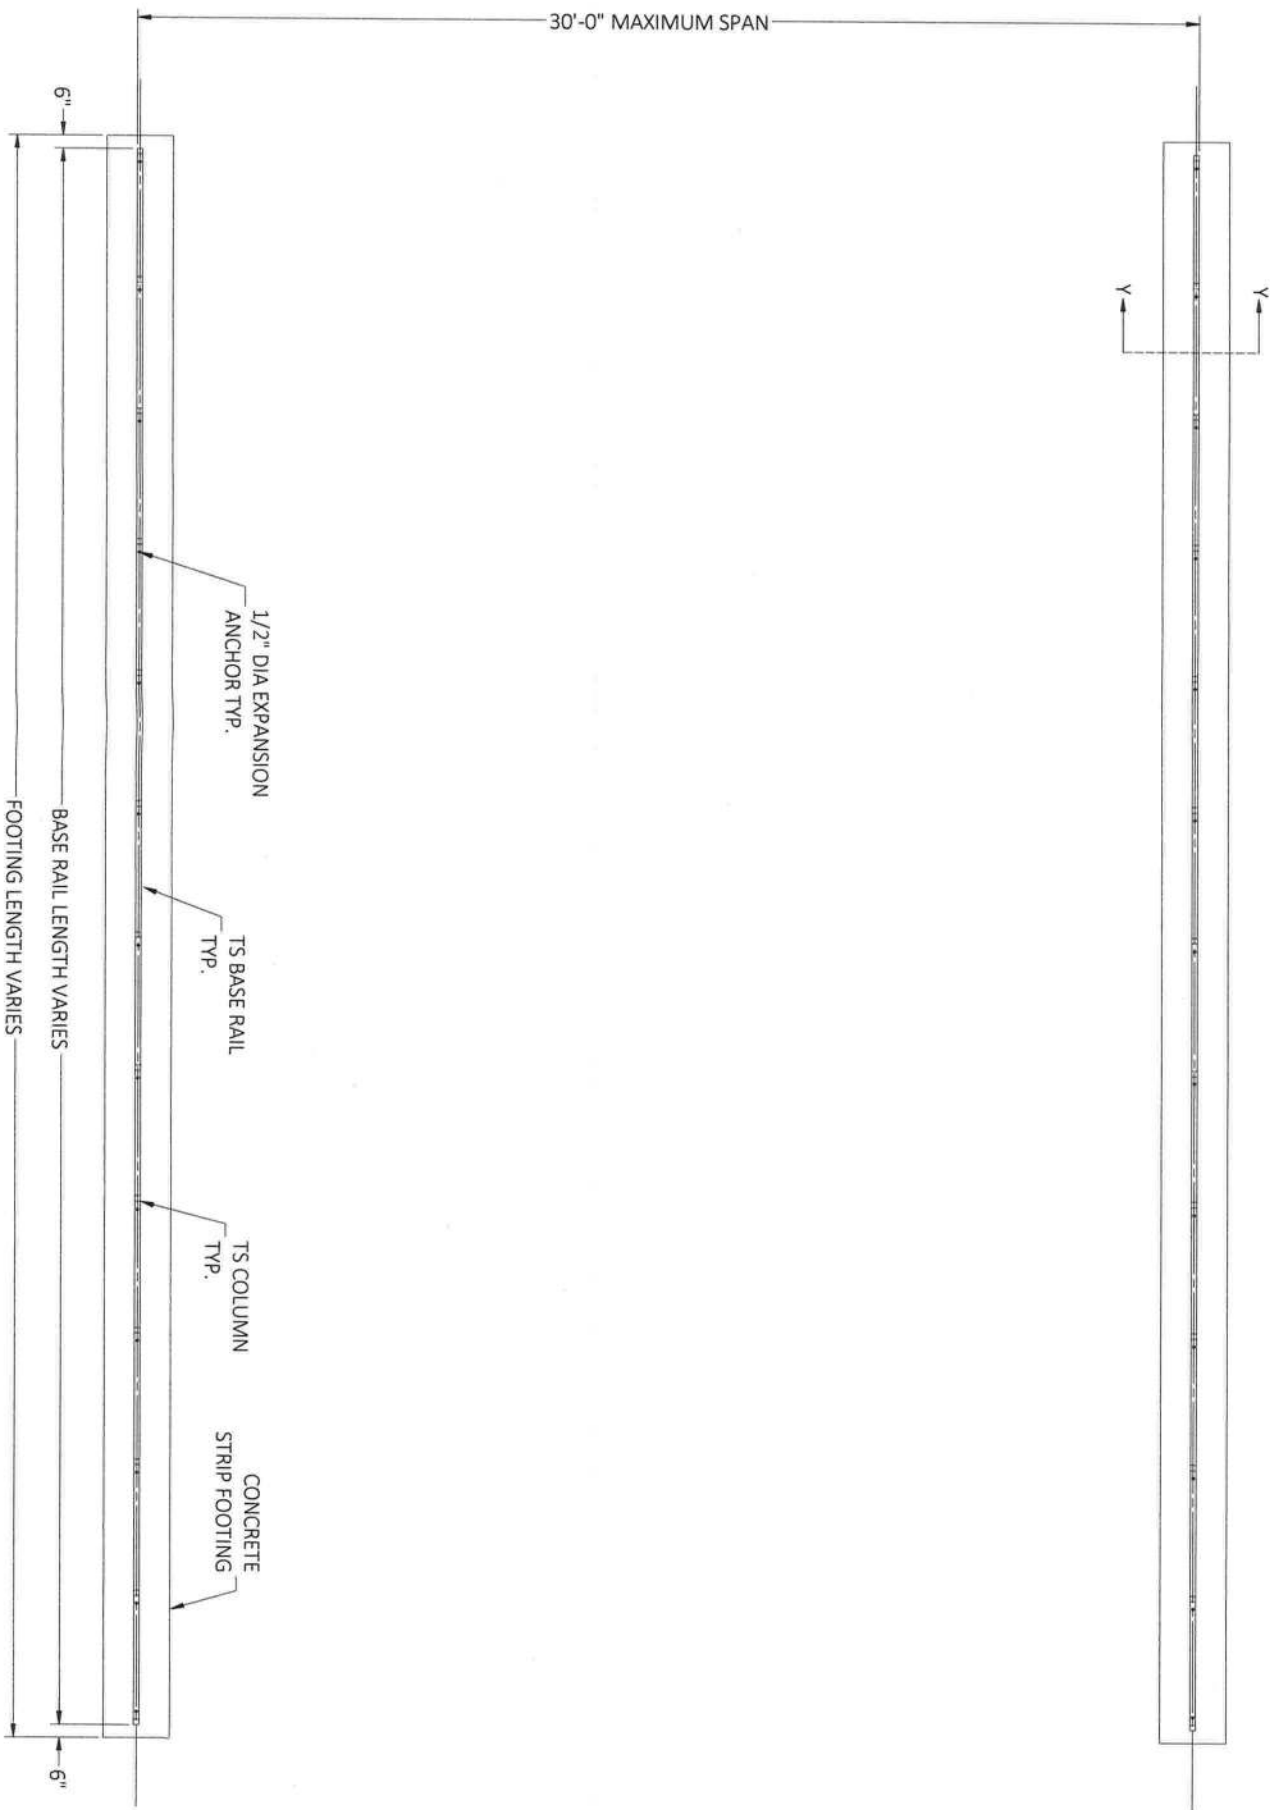 30'-0" MAXIMUM SPAN
Y
Y
6"
1/2" DIA EXPANSION
ANCHOR TYP.
TS BASE RAIL
TYP.
TS COLUMN
TYP.
CONCRETE
STRIP FOOTING
6"
BASE RAIL LENGTH VARIES
FOOTING LENGTH VARIES